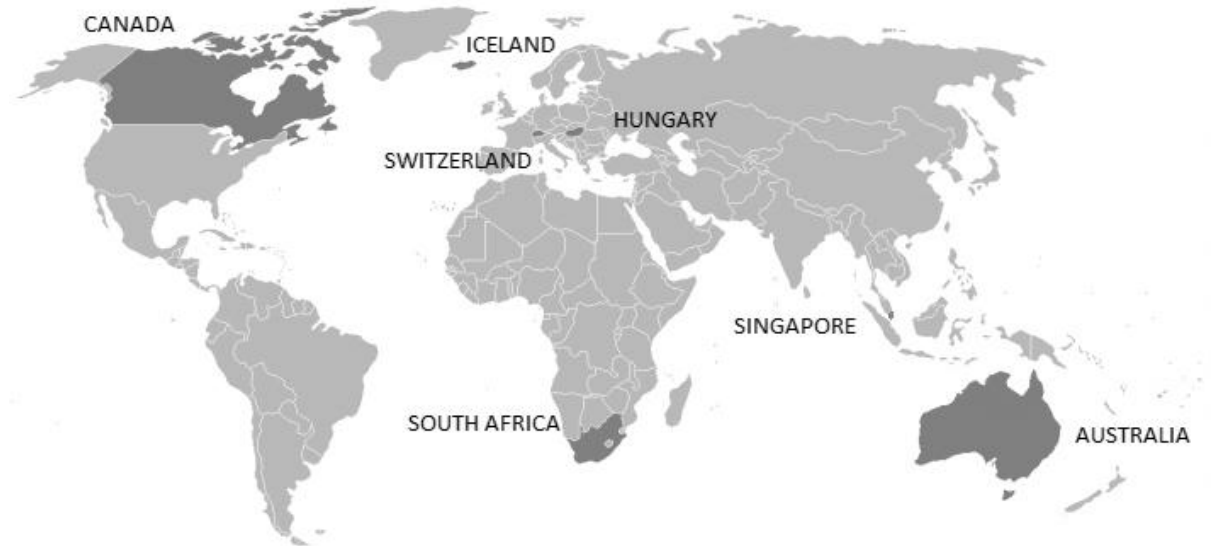 CANADA
ICELAND
HUNGARY
SWITZERLAND
SINGAPORE
SOUTH AFRICA
AUSTRALIA